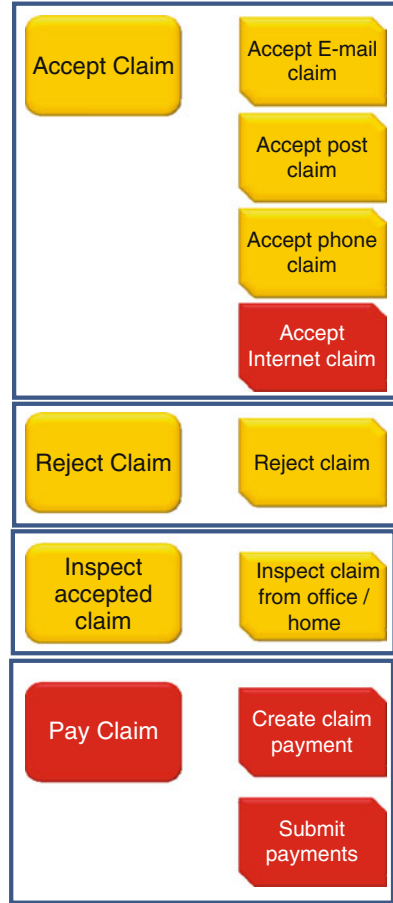 Accept Claim
Accept E-mail
claim
Accept post
claim
Accept phone
claim
Accept
Internet claim
Reject Claim
Reject claim
Inspect
accepted
claim
Inspect claim
from office /
home
Pay Claim
Create claim
payment
Submit
payments